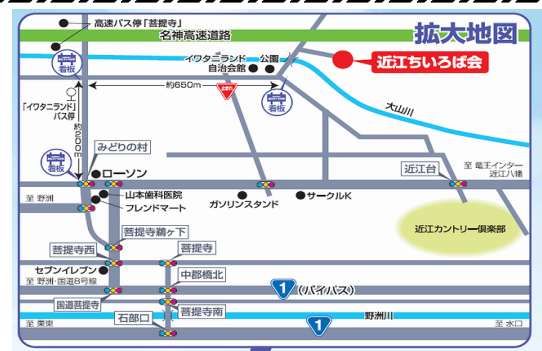 高速バス停「菩提寺」
名神高速道路
拡大地図
イワタニランド
自治会館
公園
近江ちいろば会
看板
約650m
止まれ
看板
大山川
「イワタニランド」
バス停
約200m
看板
みどりの村
ローソン
近江台
至 竜王インター
近江八幡
至 野洲
山本歯科医院
フレンドマート
ガソリンスタンド
サークルK
近江カントリー倶楽部
菩提寺鵜ヶ下
菩提寺西
菩提寺
セブンイレブン
至 野洲・国道8号線
中郡橋北
国道菩提寺
1
(バイパス)
菩提寺南
石部口
野洲川
至 栗東
1
至 水口